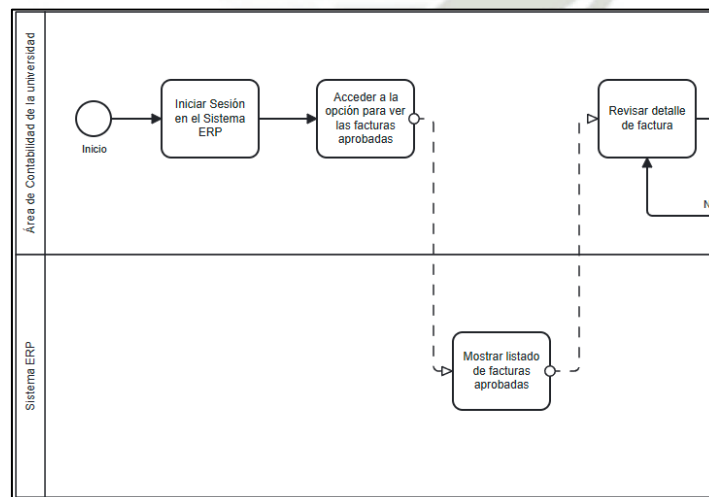 Área de Contabilidad de la universidad
Inicio
Iniciar Sesión
en el Sistema
ERP
Acceder a la
opción para ver
las facturas
aprobadas
Revisar detalle
de factura
N
Sistema ERP
Mostrar listado
de facturas
aprobadas